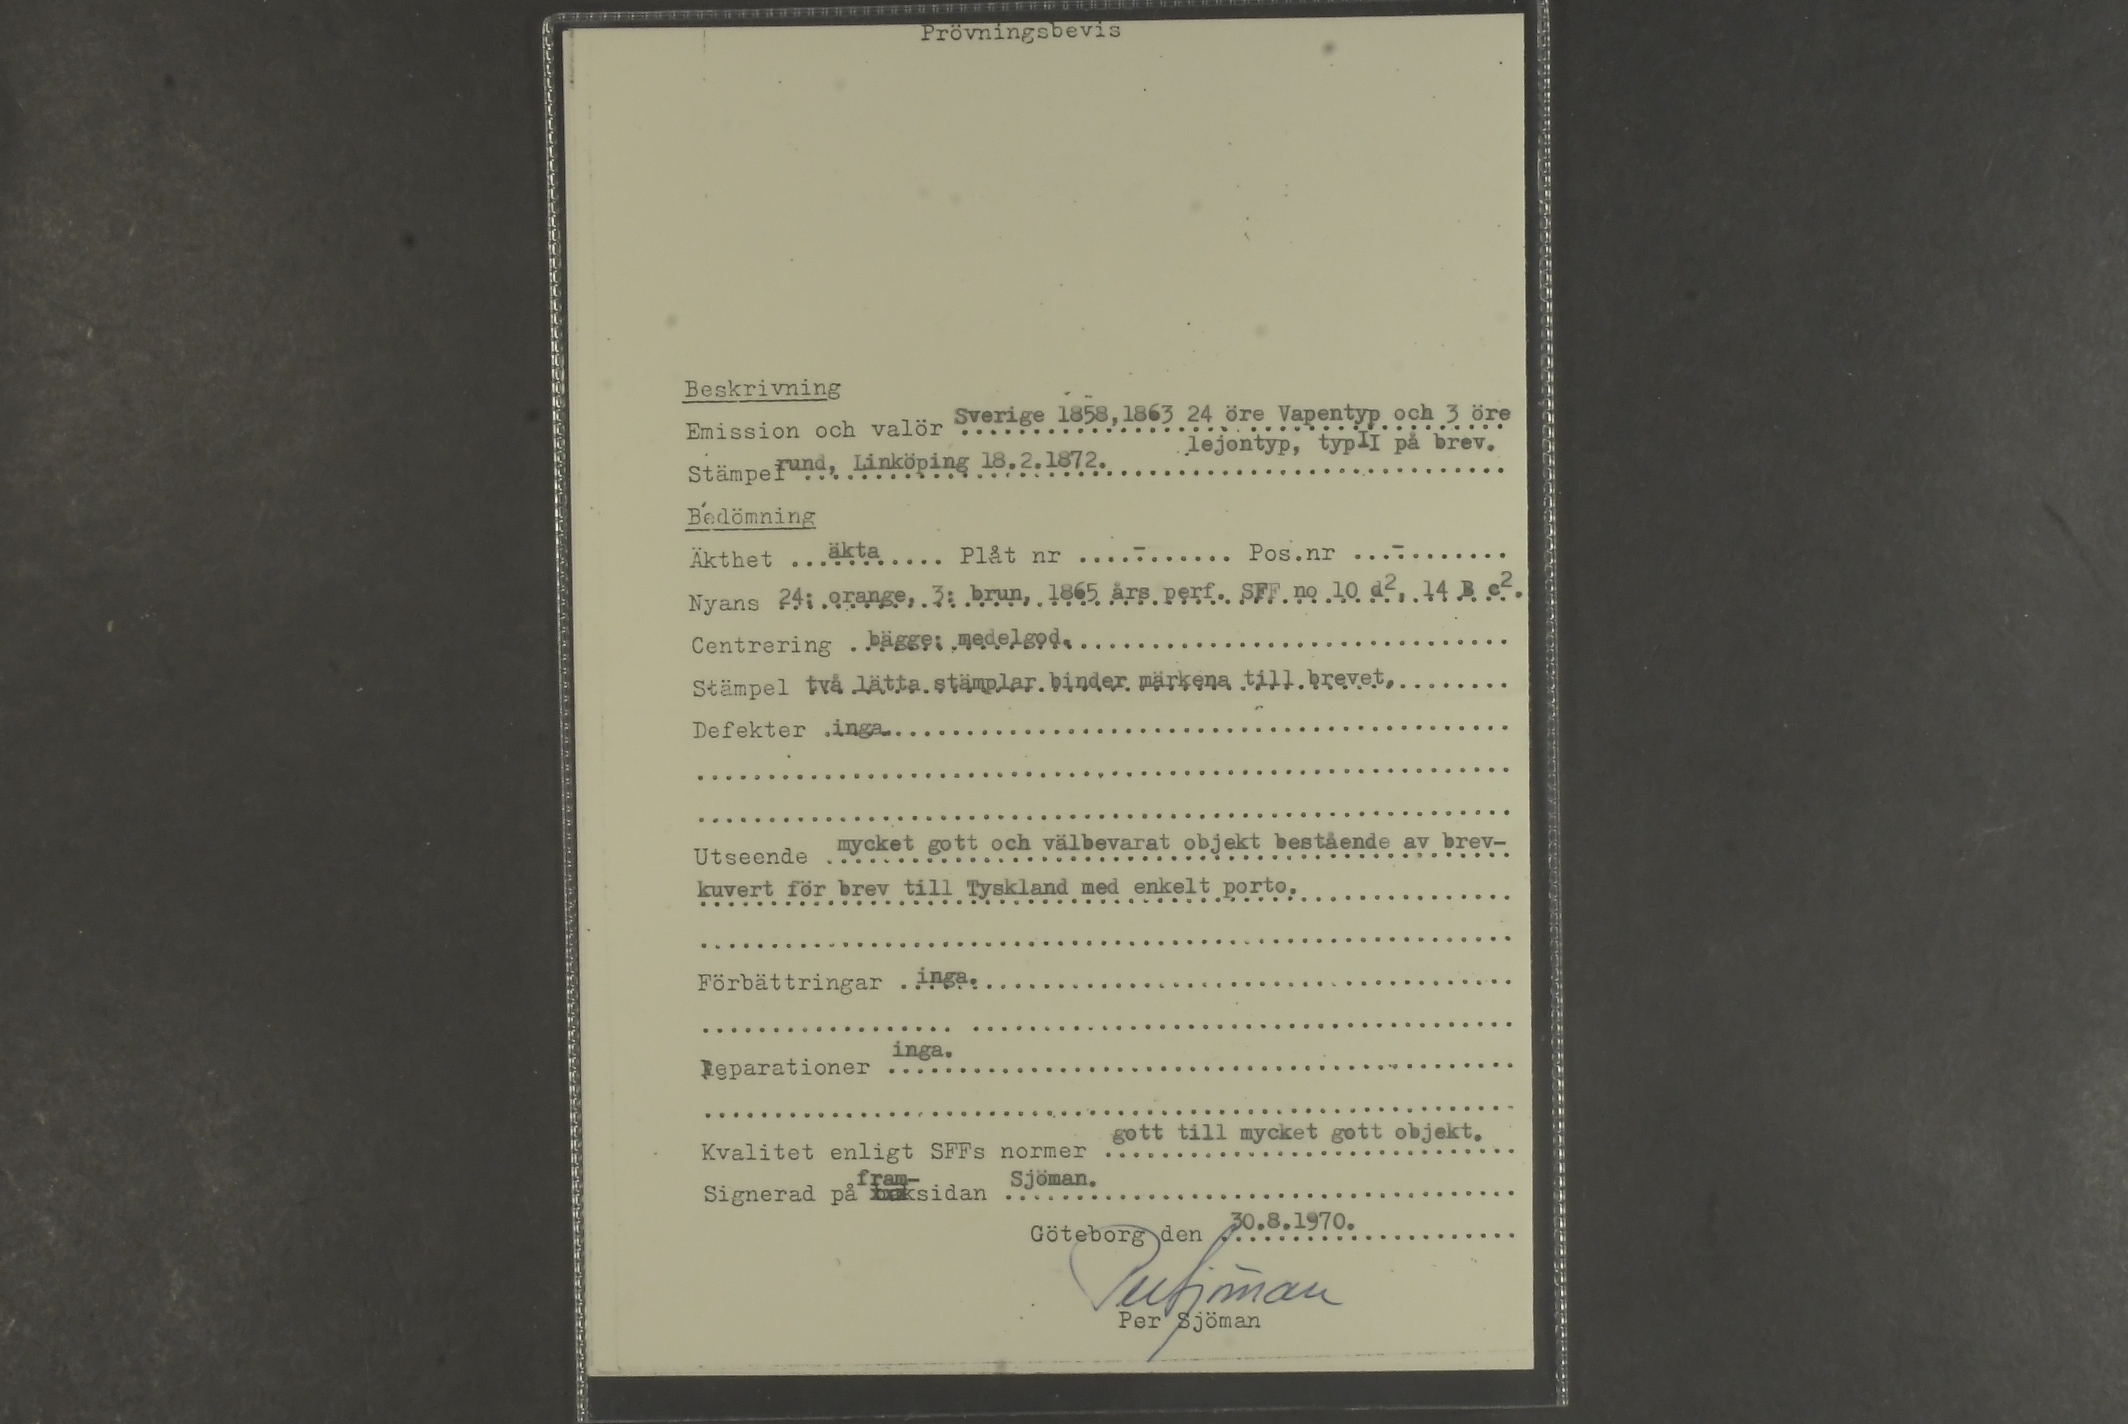 Prövningsbevis
Beskrivning
Emission och valör Sverige 1858,1863 24 öre Vapentyp och 3 öre
lejontyp, typII på brev.
Stämpel rund, Linköping 18.2.1872.
Bedömning
Äkthet ...äkta.... Plåt nr ....-...... Pos.nr ...-.......
Nyans 24: orange, 3: brun, 1865 års perf. SFF no 10 d², 14 B c².
Centrering bägge: medelgod.
Stämpel två lätta stämplar binder märkena till brevet.
Defekter inga.
Utseende mycket gott och välbevarat objekt bestående av brev-
kuvert för brev till Tyskland med enkelt porto.
Förbättringar inga.
Reparationer inga.
Kvalitet enligt SFFs normer gott till mycket gott objekt.
Signerad på fram-sidan Sjöman.
Göteborg den 30.8.1970.
Per Sjöman
Per Sjöman